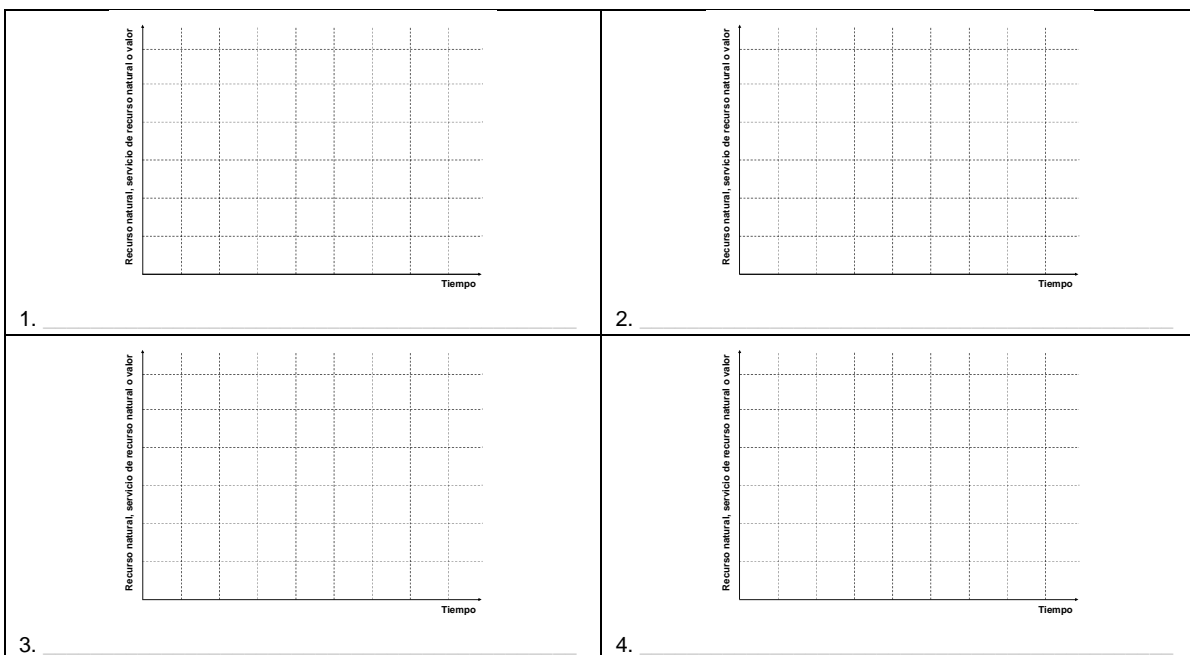 Recurso natural, servicio de recurso natural o valor
Tiempo
1.
Recurso natural, servicio de recurso natural o valor
Tiempo
2.
Recurso natural, servicio de recurso natural o valor
Tiempo
3.
Recurso natural, servicio de recurso natural o valor
Tiempo
4.